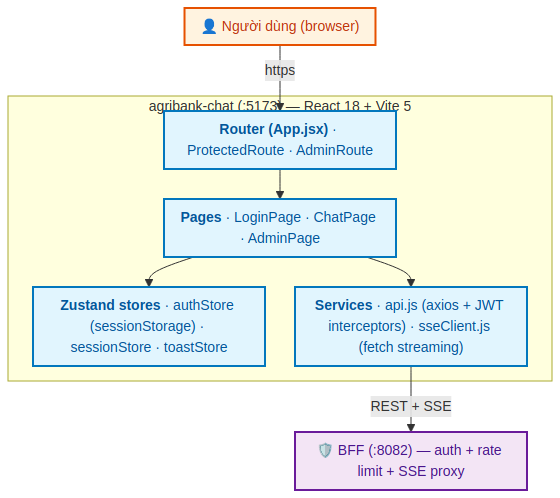 👤 Người dùng (browser)
https
agribank-chat (:5173) — React 18 + Vite 5
Router (App.jsx) ·
ProtectedRoute · AdminRoute
Pages · LoginPage · ChatPage
· AdminPage
Zustand stores · authStore
(sessionStorage) ·
sessionStore · toastStore
Services · api.js (axios + JWT
interceptors) · sseClient.js
(fetch streaming)
REST + SSE
🛡️ BFF (:8082) — auth + rate
limit + SSE proxy